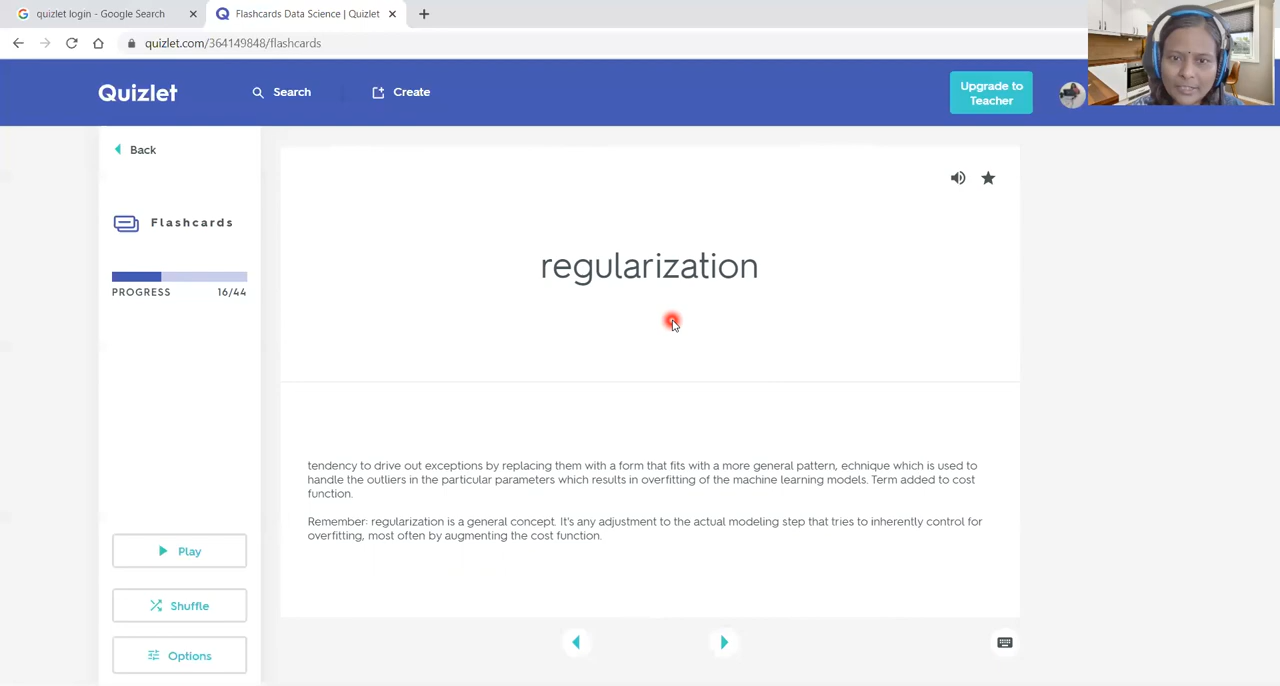 quizlet login - Google Search
Flashcards Data Science | Quizlet
quizlet.com/364149848/flashcards
Quizlet
Search
Create
Upgrade to
Teacher
Back
Flashcards
PROGRESS 16/44
regularization
tendency to drive out exceptions by replacing them with a form that fits with a more general pattern, echnique which is used to
handle the outliers in the particular parameters which results in overfitting of the machine learning models. Term added to cost
function.
Remember: regularization is a general concept. It's any adjustment to the actual modeling step that tries to inherently control for
overfitting, most often by augmenting the cost function.
Play
Shuffle
Options